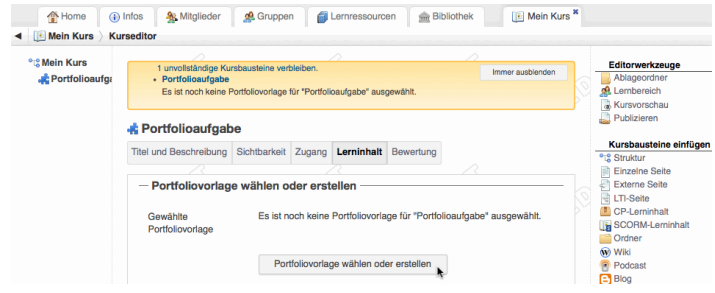 Home
Infos
Mitglieder
Gruppen
Lernressourcen
Bibliothek
Mein Kurs
Mein Kurs
Kurseditor
Mein Kurs
Portfolioaufga
1 unvollständige Kursbausteine verbleiben.
Immer ausblenden
• Portfolioaufgabe
Es ist noch keine Portfoliovorlage für "Portfolioaufgabe" ausgewählt.
Portfolioaufgabe
Titel und Beschreibung
Sichtbarkeit
Zugang
Lerninhalt
Bewertung
Portfoliovorlage wählen oder erstellen
Gewählte
Portfoliovorlage
Es ist noch keine Portfoliovorlage für "Portfolioaufgabe" ausgewählt.
Portfoliovorlage wählen oder erstellen
Editorwerkzeuge
Ablageordner
Lernbereich
Kursvorschau
Publizieren
Kursbausteine einfügen
Struktur
Einzelne Seite
Externe Seite
LTI-Seite
CP-Lerninhalt
SCORM-Lerninhalt
Ordner
Wiki
Podcast
Blog